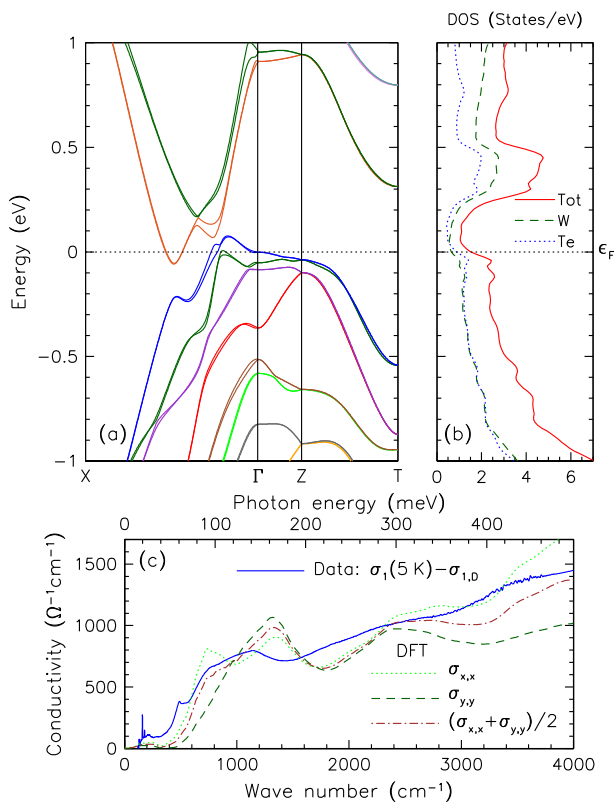 DOS (States/eV)
1
0.5
0
−0.5
−1
Energy (eV)
Tot
W
Te
ϵF
(a)
(b)
X Γ Z T
0 2 4 6
Photon energy (meV)
0 100 200 300 400
(c)
Data: σ1(5 K)−σ1,D
DFT
σx,x
σy,y
(σx,x+σy,y)/2
1500
1000
500
0
Conductivity (Ω−1cm−1)
0 1000 2000 3000 4000
Wave number (cm−1)